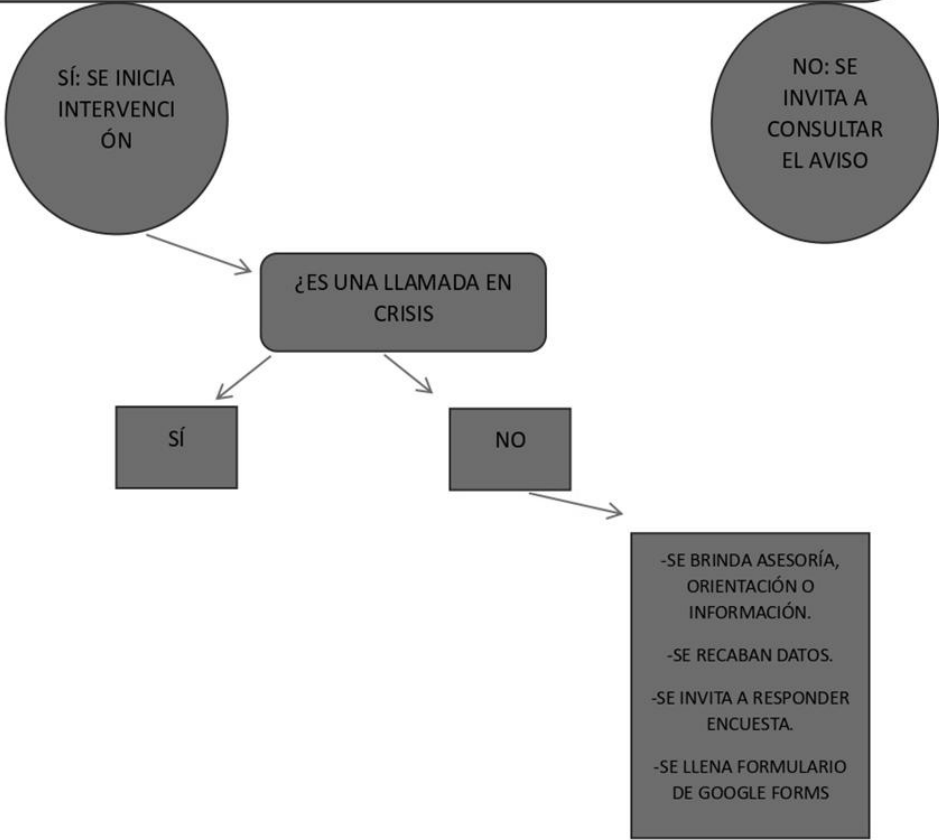 SÍ: SE INICIA
INTERVENCI
ÓN
NO: SE
INVITA A
CONSULTAR
EL AVISO
¿ES UNA LLAMADA EN
CRISIS
SÍ
NO
-SE BRINDA ASESORÍA,
ORIENTACIÓN O
INFORMACIÓN.
-SE RECABAN DATOS.
-SE INVITA A RESPONDER
ENCUESTA.
-SE LLENA FORMULARIO
DE GOOGLE FORMS